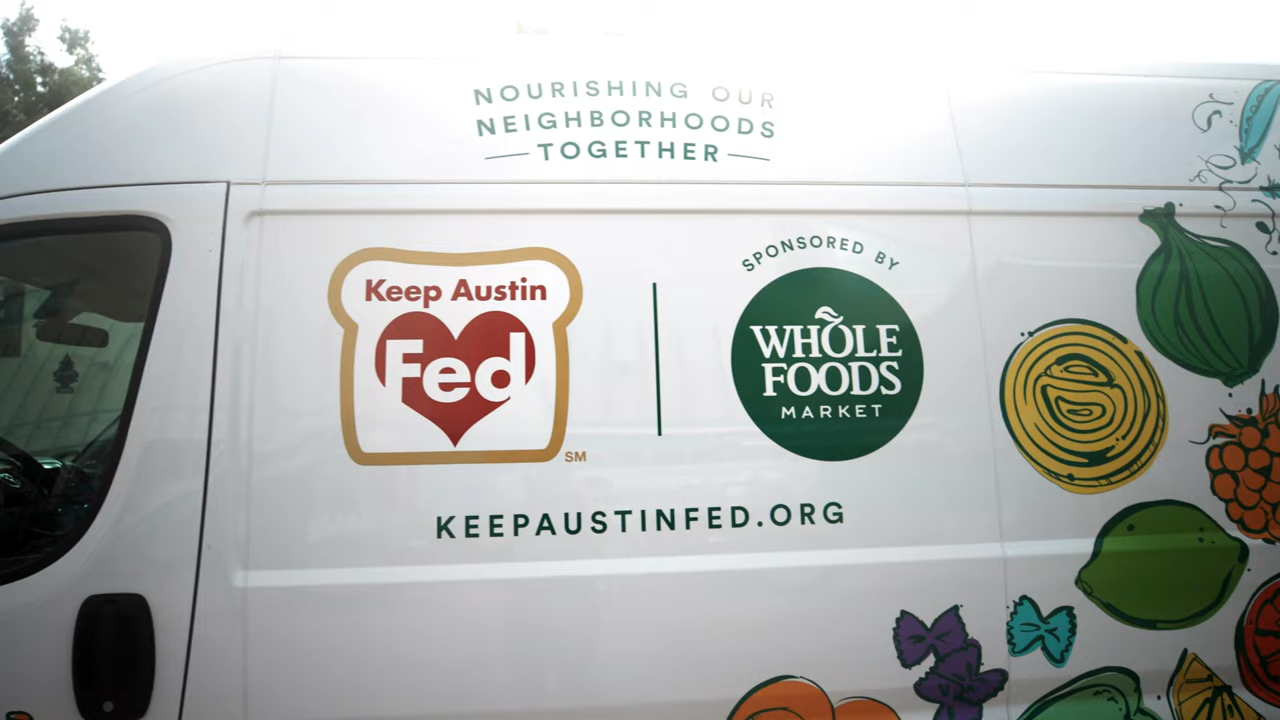 NOURISHING OUR
NEIGHBORHOODS
TOGETHER
Keep Austin
Fed
SM
SPONSORED BY
WHOLE
FOODS
MARKET
KEEPAUSTINFED.ORG